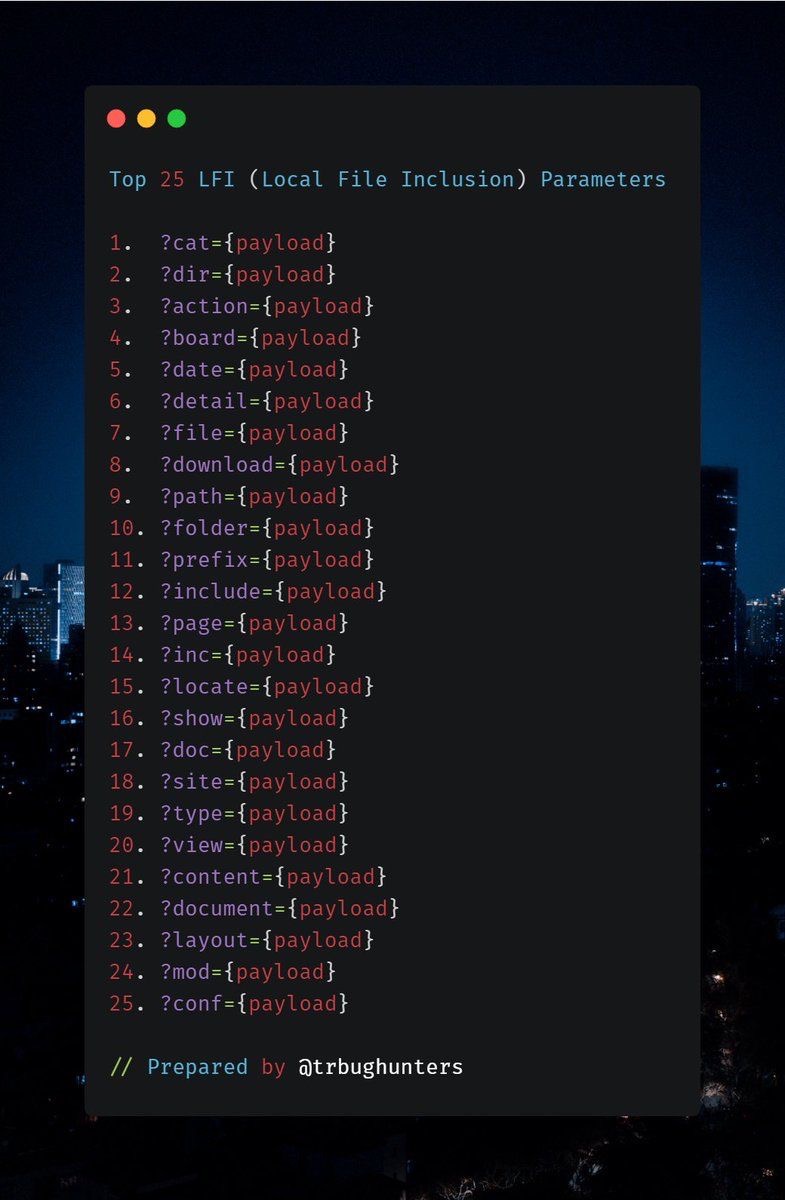 Top 25 LFI (Local File Inclusion) Parameters
1. ?cat={payload}
2. ?dir={payload}
3. ?action={payload}
4. ?board={payload}
5. ?date={payload}
6. ?detail={payload}
7. ?file={payload}
8. ?download={payload}
9. ?path={payload}
10. ?folder={payload}
11. ?prefix={payload}
12. ?include={payload}
13. ?page={payload}
14. ?inc={payload}
15. ?locate={payload}
16. ?show={payload}
17. ?doc={payload}
18. ?site={payload}
19. ?type={payload}
20. ?view={payload}
21. ?content={payload}
22. ?document={payload}
23. ?layout={payload}
24. ?mod={payload}
25. ?conf={payload}
// Prepared by @trbughunters